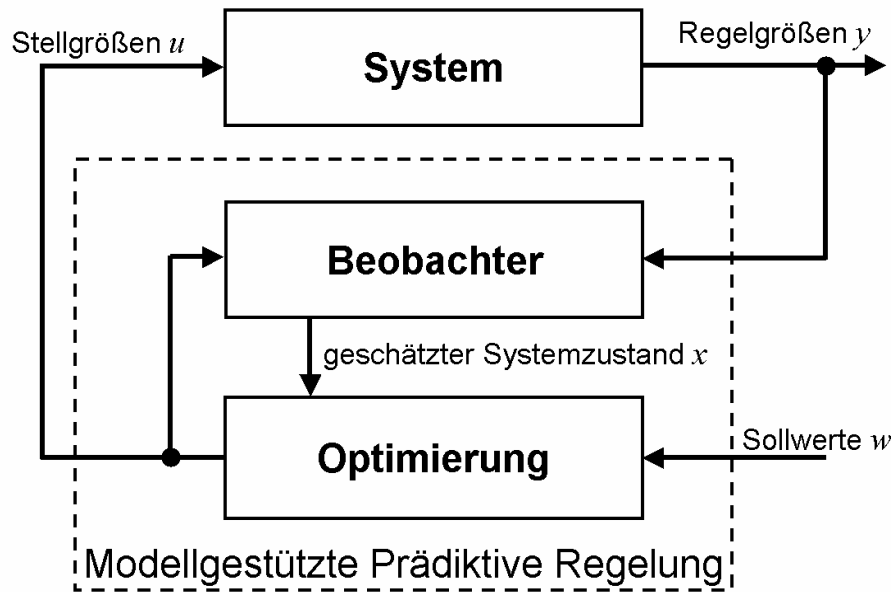 Stellgrößen u
System
Regelgrößen y
Beobachter
geschätzter Systemzustand x
Optimierung
Sollwerte w
Modellgestützte Prädiktive Regelung